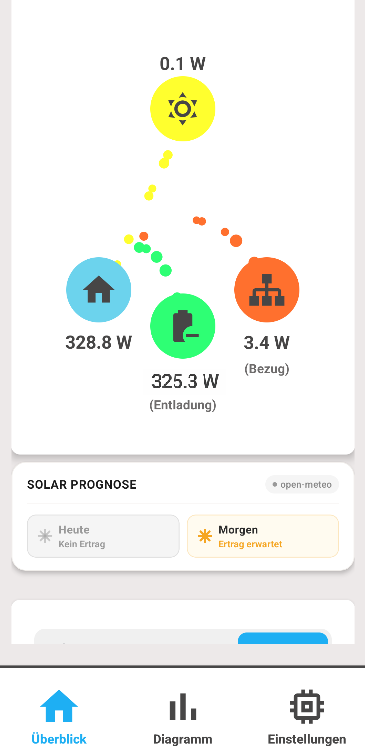 0.1 W
328.8 W
325.3 W
(Entladung)
3.4 W
(Bezug)
SOLAR PROGNOSE
open-meteo
Heute
Kein Ertrag
Morgen
Ertrag erwartet
Überblick
Diagramm
Einstellungen